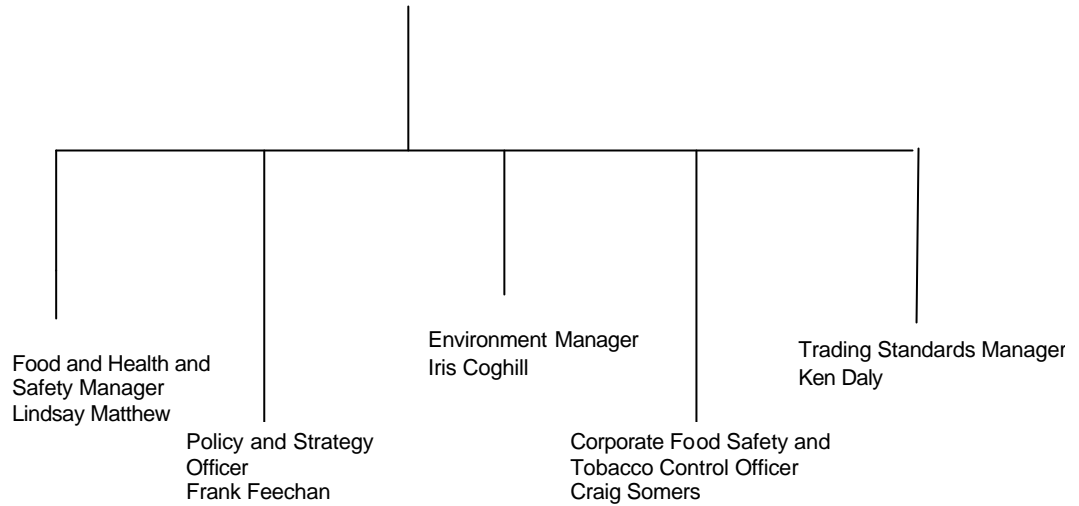 Food and Health and
Safety Manager
Lindsay Matthew
Policy and Strategy
Officer
Frank Feechan
Environment Manager
Iris Coghill
Corporate Food Safety and
Tobacco Control Officer
Craig Somers
Trading Standards Manager
Ken Daly